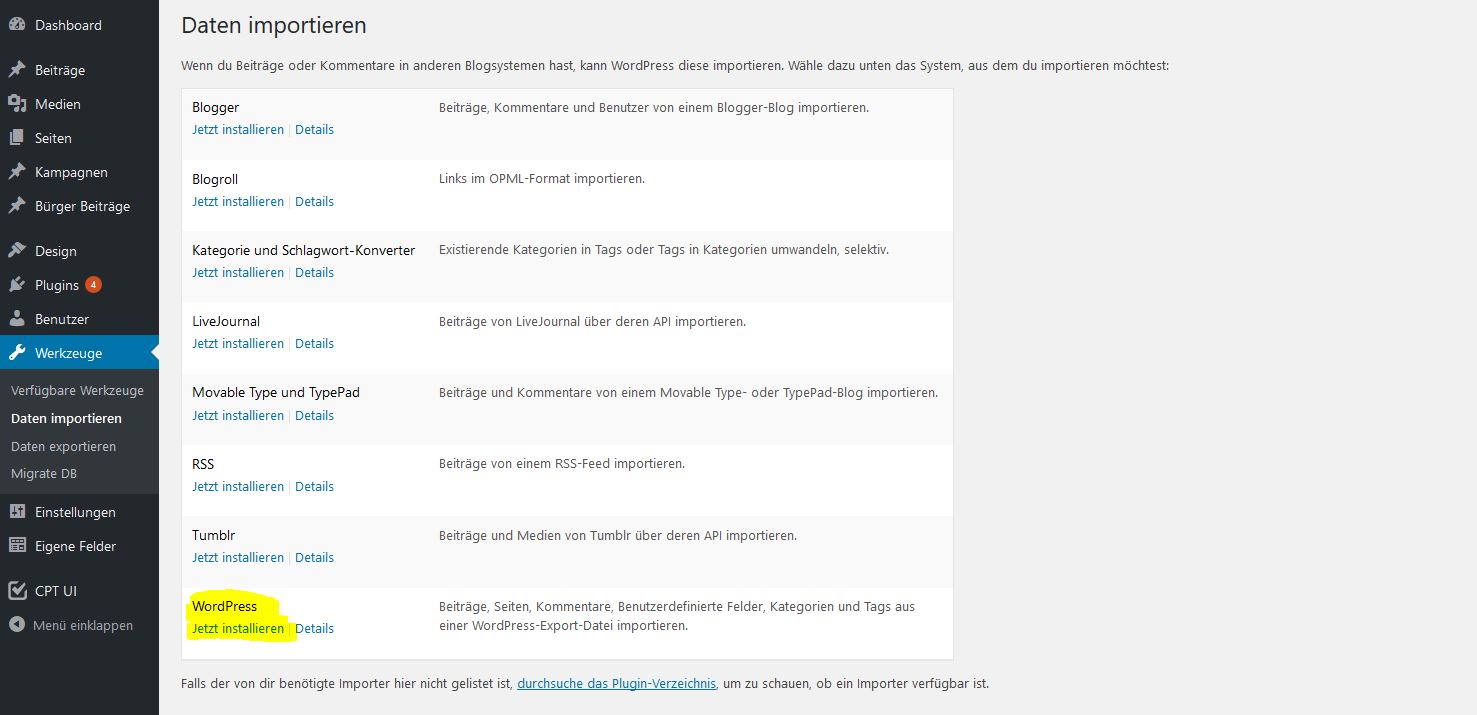 Dashboard
Beiträge
Medien
Seiten
Kampagnen
Bürger Beiträge
Design
Plugins 4
Benutzer
Werkzeuge
Verfügbare Werkzeuge
Daten importieren
Daten exportieren
Migrate DB
Einstellungen
Eigene Felder
CPT UI
Menü einklappen
Daten importieren
Wenn du Beiträge oder Kommentare in anderen Blogsystemen hast, kann WordPress diese importieren. Wähle dazu unten das System, aus dem du importieren möchtest:
Blogger
Jetzt installieren | Details
Beiträge, Kommentare und Benutzer von einem Blogger-Blog importieren.
Blogroll
Jetzt installieren | Details
Links im OPML-Format importieren.
Kategorie und Schlagwort-Konverter
Jetzt installieren | Details
Existierende Kategorien in Tags oder Tags in Kategorien umwandeln, selektiv.
LiveJournal
Jetzt installieren | Details
Beiträge von LiveJournal über deren API importieren.
Movable Type und TypePad
Jetzt installieren | Details
Beiträge und Kommentare von einem Movable Type- oder TypePad-Blog importieren.
RSS
Jetzt installieren | Details
Beiträge von einem RSS-Feed importieren.
Tumblr
Jetzt installieren | Details
Beiträge und Medien von Tumblr über deren API importieren.
WordPress
Jetzt installieren | Details
Beiträge, Seiten, Kommentare, Benutzerdefinierte Felder, Kategorien und Tags aus
einer WordPress-Export-Datei importieren.
Falls der von dir benötigte Importer hier nicht gelistet ist, durchsuche das Plugin-Verzeichnis, um zu schauen, ob ein Importer verfügbar ist.